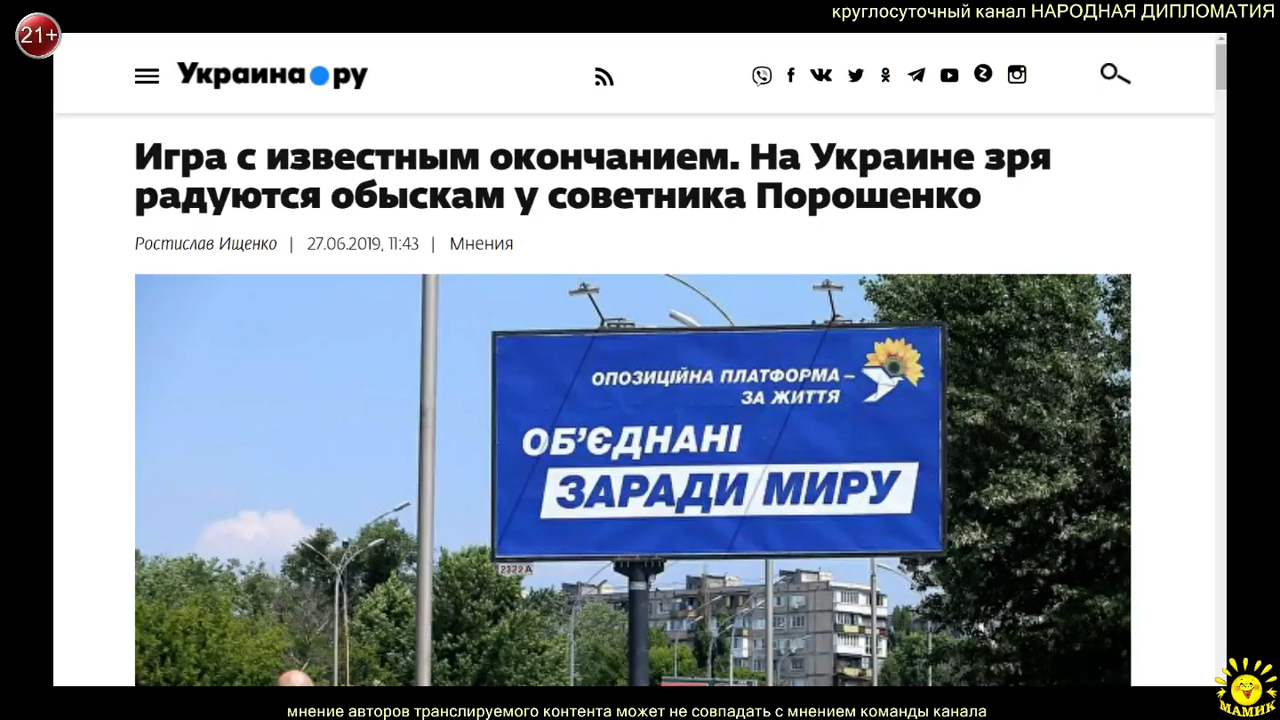 круглосуточный канал НАРОДНАЯ ДИПЛОМАТИЯ
21+
Украина ру
Игра с известным окончанием. На Украине зря
радуются обыскам у советника Порошенко
Ростислав Ищенко | 27.06.2019, 11:43 | Мнения
ОПОЗИЦІЙНА ПЛАТФОРМА –
ЗА ЖИТТЯ
ОБ’ЄДНАНІ
ЗАРАДИ МИРУ
2322А
МАМИК
мнение авторов транслируемого контента может не совпадать с мнением команды канала